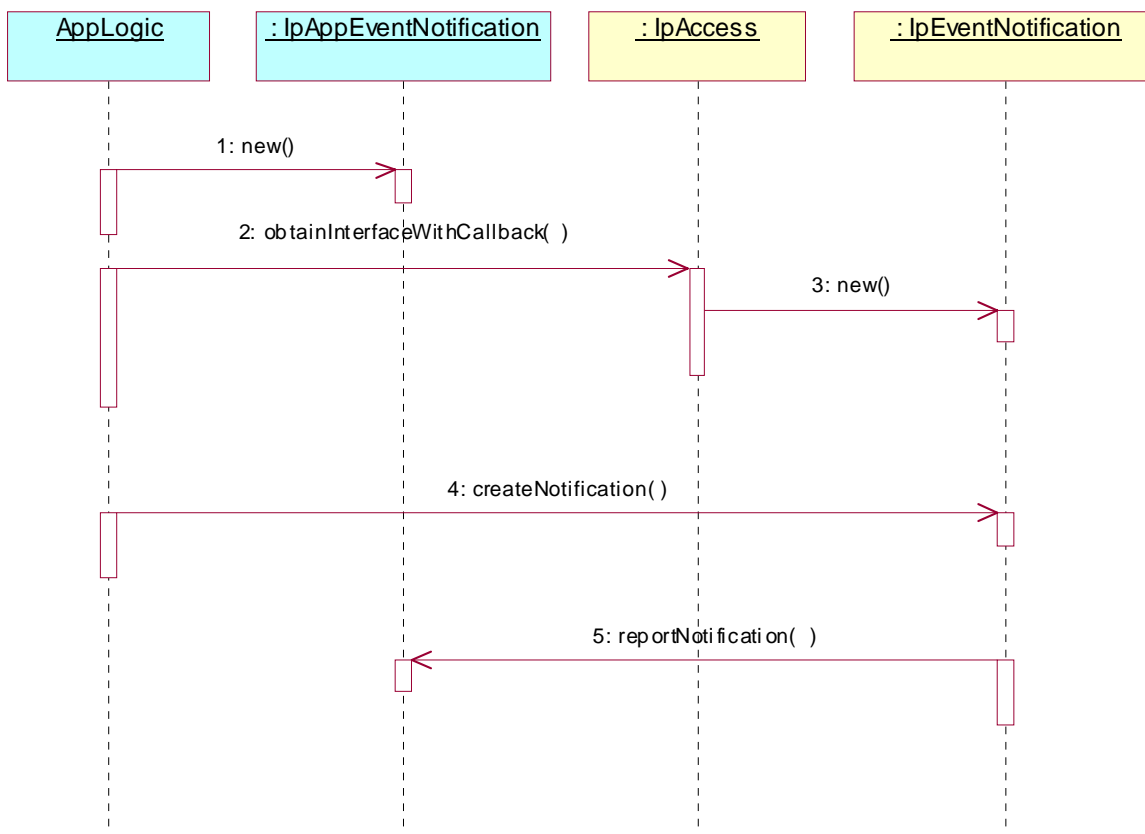 AppLogic
: IpAppEventNotification
: IpAccess
: IpEventNotification
1: new()
2: obtainInterfaceWithCallback( )
3: new()
4: createNotification( )
5: reportNotification( )